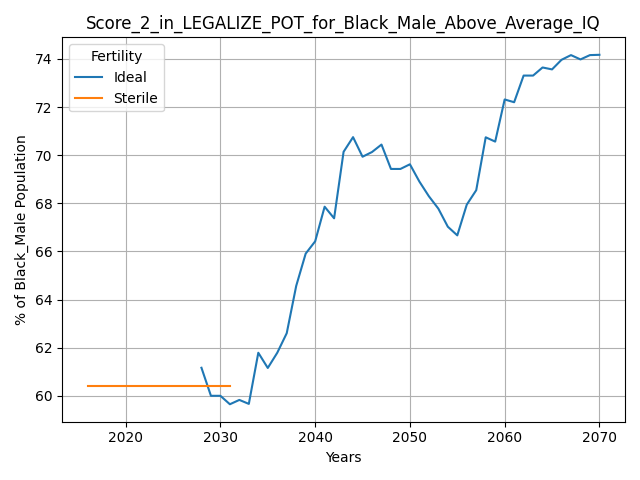 Score_2_in_LEGALIZE_POT_for_Black_Male_Above_Average_IQ
Fertility
Ideal
Sterile
74
72
70
68
66
64
62
60
% of Black_Male Population
2020 2030 2040 2050 2060 2070
Years